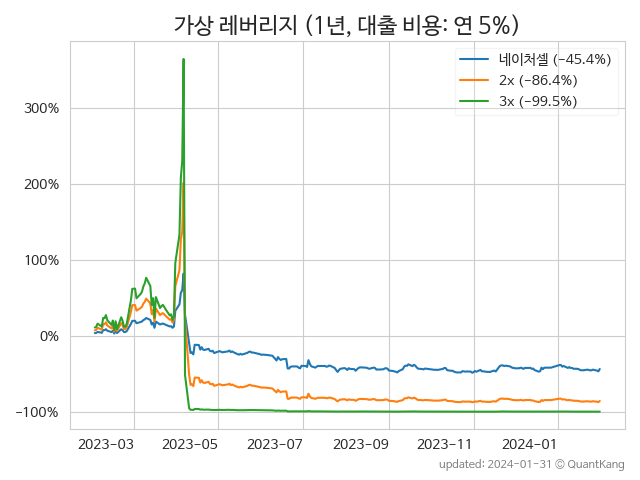 가상 레버리지 (1년, 대출 비용: 연 5%)
네이처셀 (-45.4%)
2x (-86.4%)
3x (-99.5%)
300%
200%
100%
0%
-100%
2023-03 2023-05 2023-07 2023-09 2023-11 2024-01
updated: 2024-01-31 © QuantKang